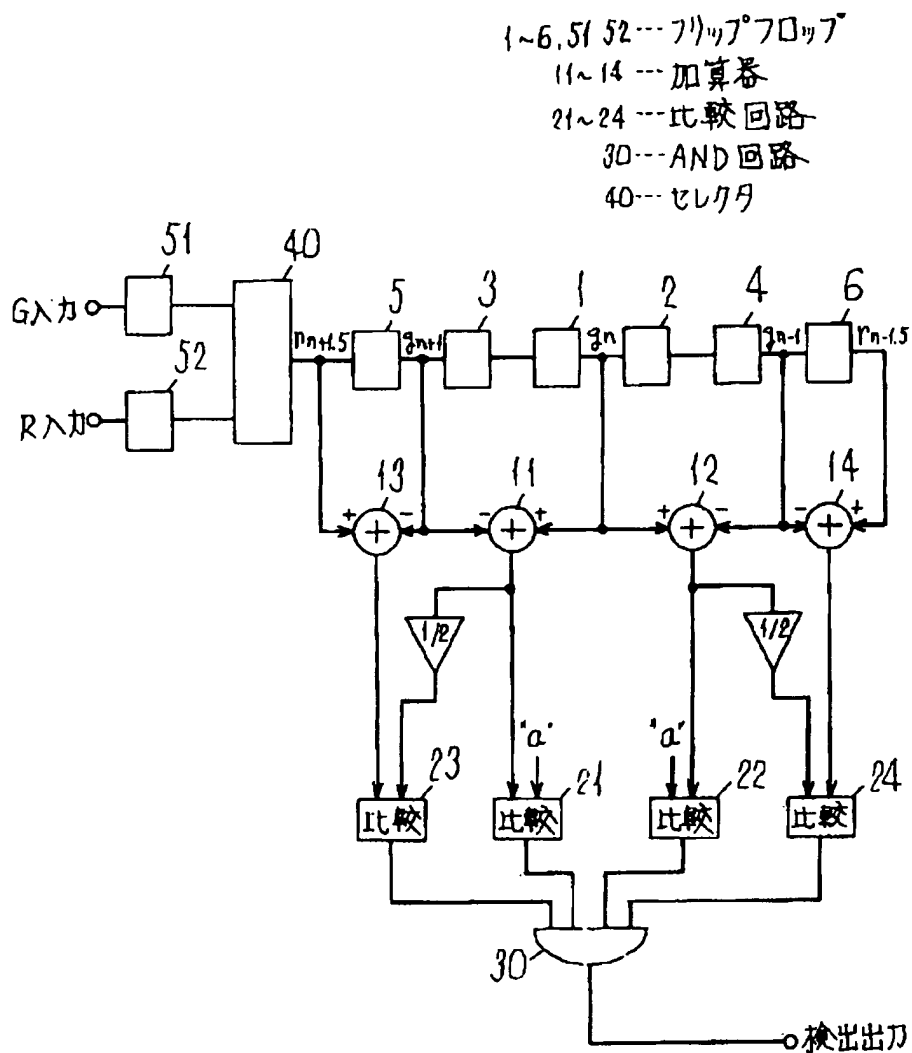 1~6,51 52…フリップフロップ
11~14…加算器
21~24…比較回路
30…AND回路
40…セレクタ
51
40
G入力
52
R入力
5
3
1
2
4
6
rn+1.5
gn+1
gn
gn-1
rn-1.5
13
11
12
14
+
-
-
+
+
-
-
+
+
+
+
+
1/2
1/2
"a"
"a"
23
21
22
24
比較
比較
比較
比較
30
検出出力